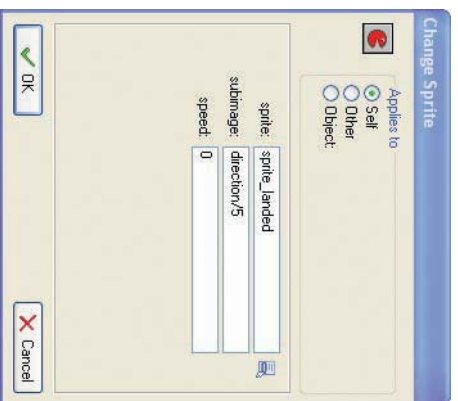 Change Sprite
Applies to
Self
Other
Object:
sprite: sprite_landed
subimage: direction/5
speed: 0
OK
Cancel